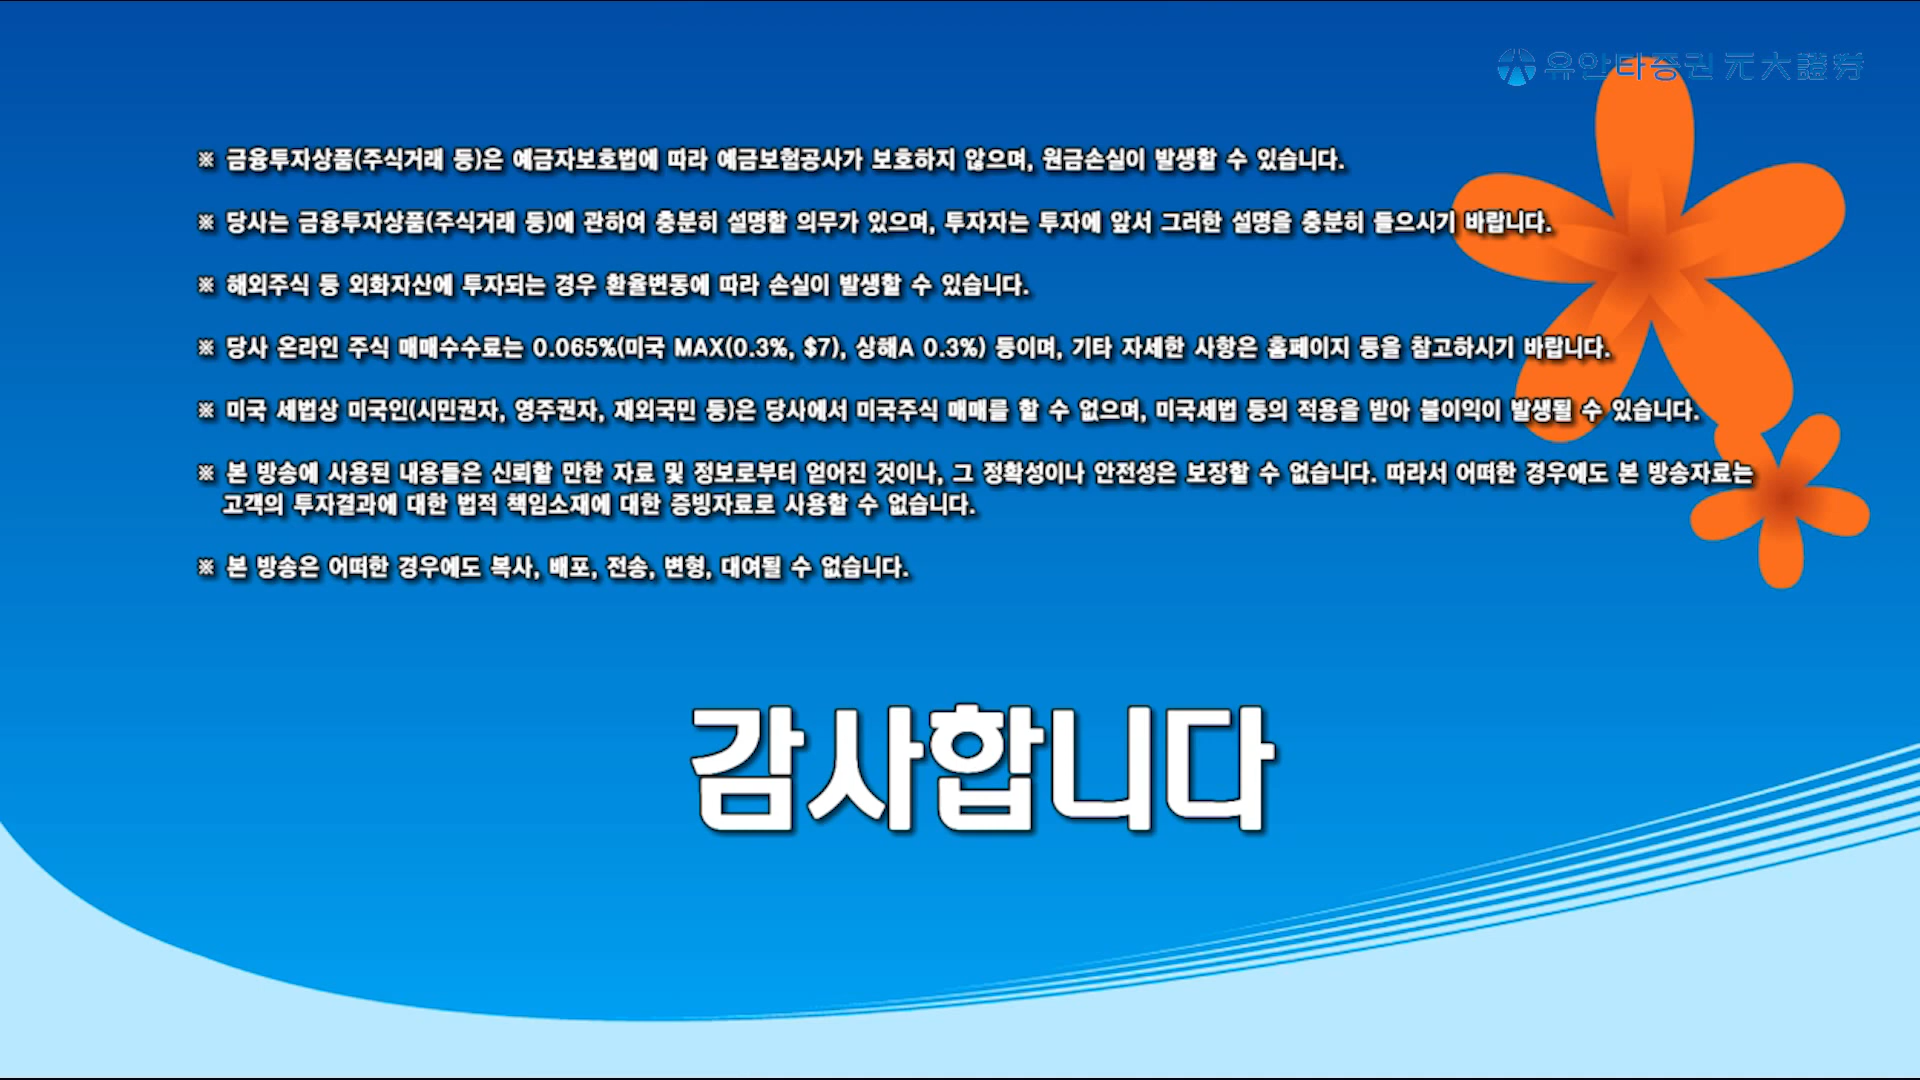 유안타증권 元大證券
※ 금융투자상품(주식거래 등)은 예금자보호법에 따라 예금보험공사가 보호하지 않으며, 원금손실이 발생할 수 있습니다.
※ 당사는 금융투자상품(주식거래 등)에 관하여 충분히 설명할 의무가 있으며, 투자자는 투자에 앞서 그러한 설명을 충분히 들으시기 바랍니다.
※ 해외주식 등 외화자산에 투자되는 경우 환율변동에 따라 손실이 발생할 수 있습니다.
※ 당사 온라인 주식 매매수수료는 0.065%(미국 MAX(0.3%, $7), 상해A 0.3%) 등이며, 기타 자세한 사항은 홈페이지 등을 참고하시기 바랍니다.
※ 미국 세법상 미국인(시민권자, 영주권자, 재외국민 등)은 당사에서 미국주식 매매를 할 수 없으며, 미국세법 등의 적용을 받아 불이익이 발생될 수 있습니다.
※ 본 방송에 사용된 내용들은 신뢰할 만한 자료 및 정보로부터 얻어진 것이나, 그 정확성이나 안전성은 보장할 수 없습니다. 따라서 어떠한 경우에도 본 방송자료는
고객의 투자결과에 대한 법적 책임소재에 대한 증빙자료로 사용할 수 없습니다.
※ 본 방송은 어떠한 경우에도 복사, 배포, 전송, 변형, 대여될 수 없습니다.
감사합니다